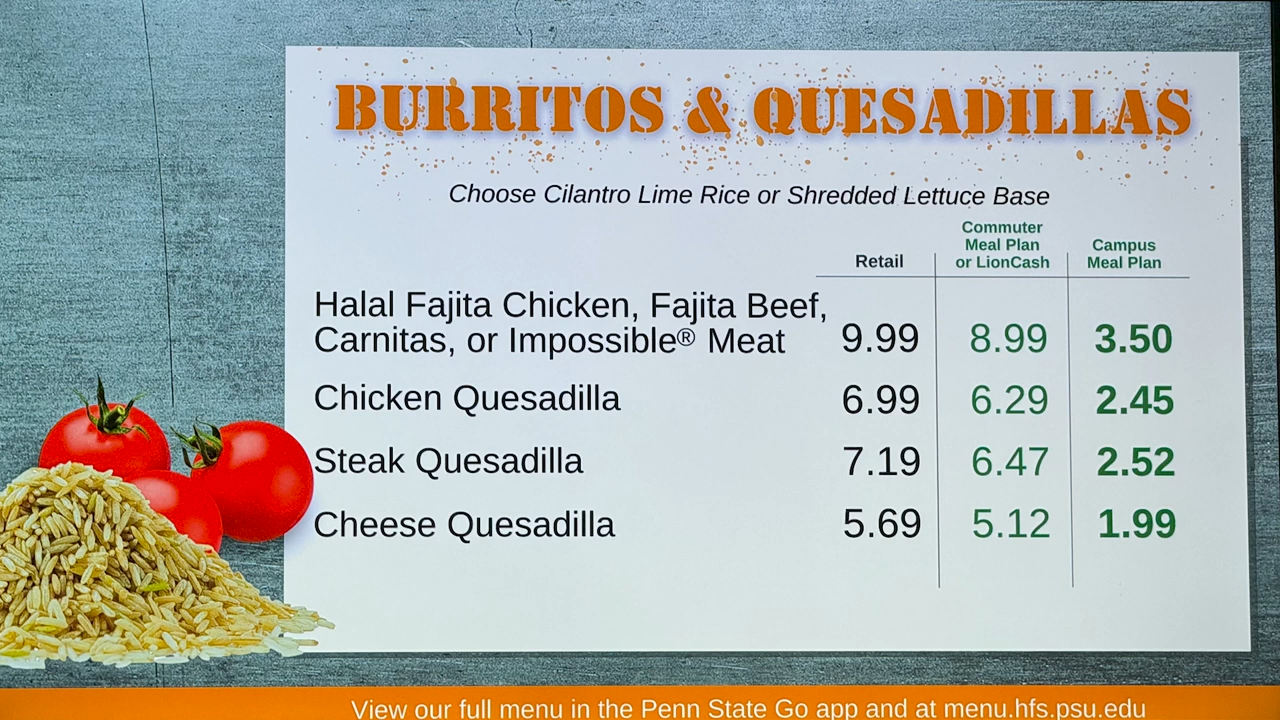 BURRITOS & QUESADILLAS
Choose Cilantro Lime Rice or Shredded Lettuce Base
Retail
Commuter
Meal Plan
or LionCash
Campus
Meal Plan
Halal Fajita Chicken, Fajita Beef,
Carnitas, or Impossible® Meat 9.99 8.99 3.50
Chicken Quesadilla 6.99 6.29 2.45
Steak Quesadilla 7.19 6.47 2.52
Cheese Quesadilla 5.69 5.12 1.99
View our full menu in the Penn State Go app and at menu.hfs.psu.edu